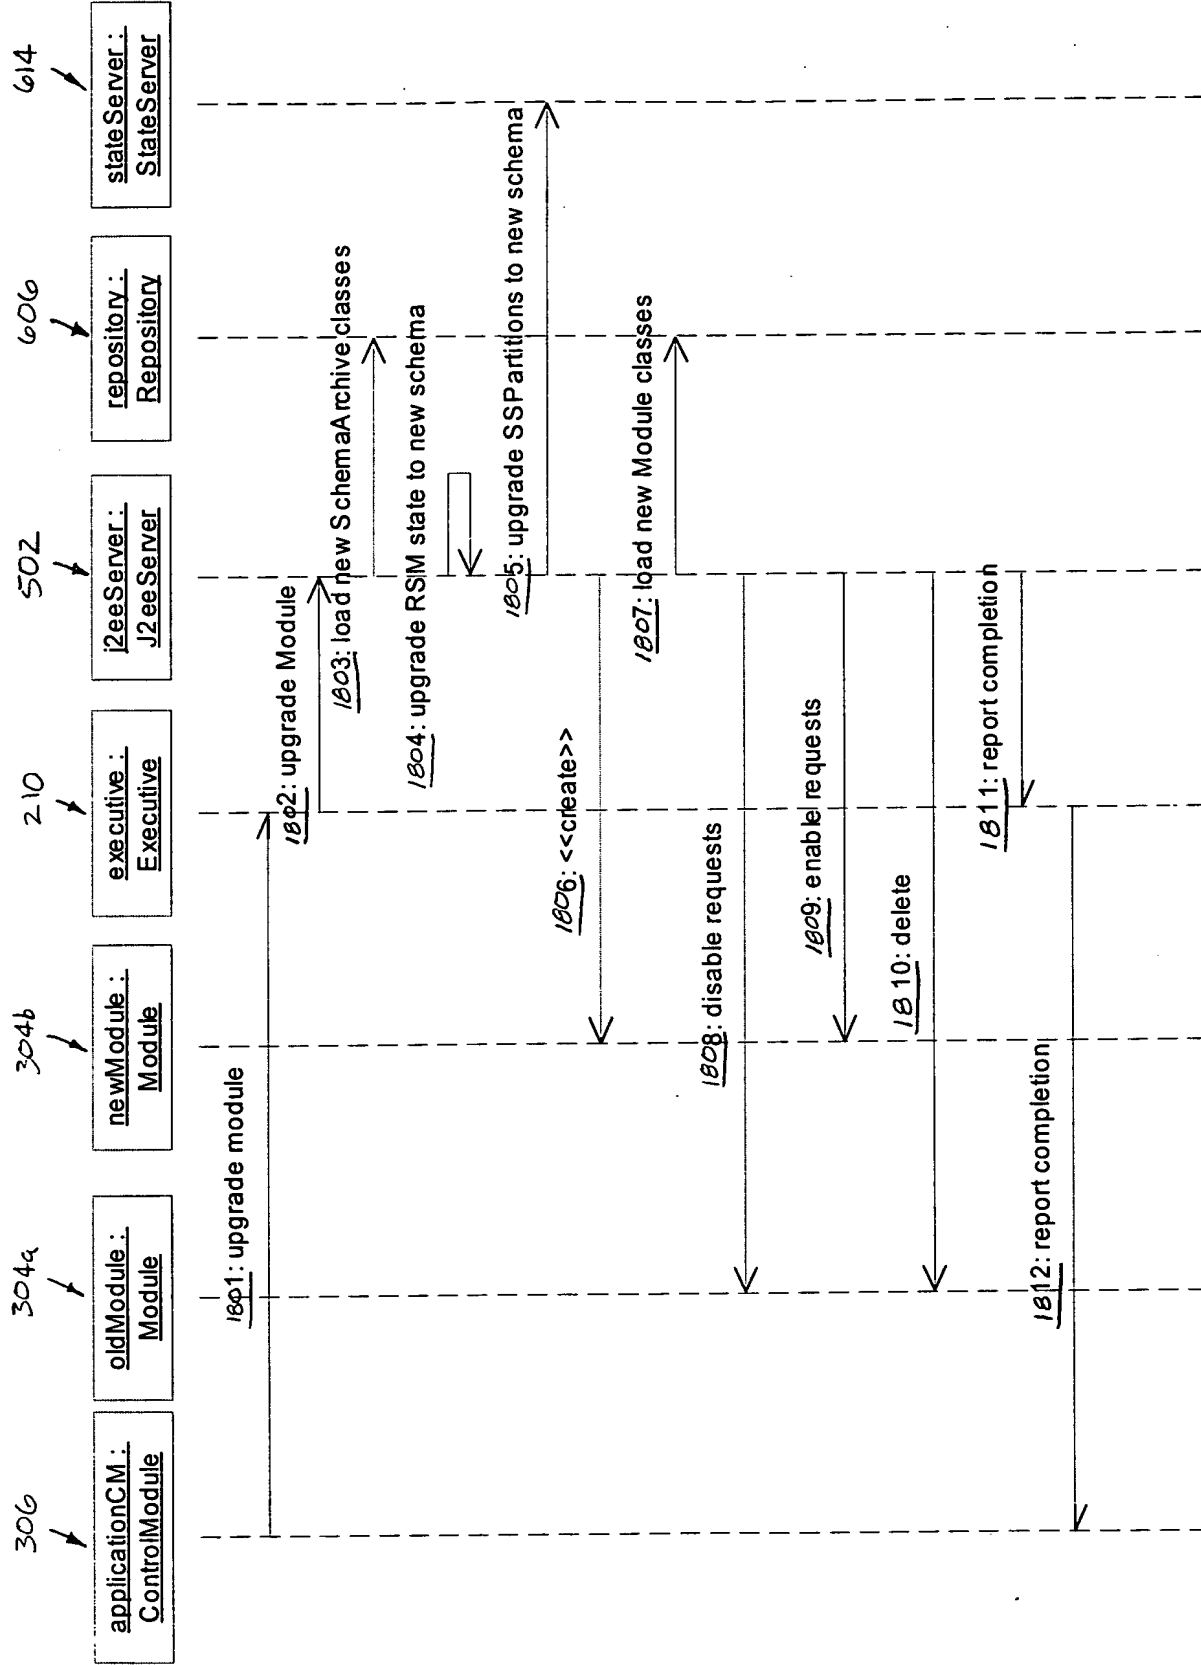 306
applicationCM :
ControlModule
304a
oldModule :
Module
304b
newModule :
Module
210
executive :
Executive
502
j2eeServer :
J2eeServer
606
repository :
Repository
614
stateServer :
StateServer
1801: upgrade module
1802: upgrade Module
1803: load new SchemaArchive classes
1804: upgrade RSIM state to new schema
1805: upgrade SSPartitions to new schema
1806: <<create>>
1807: load new Module classes
1808: disable requests
1809: enable requests
1810: delete
1811: report completion
1812: report completion